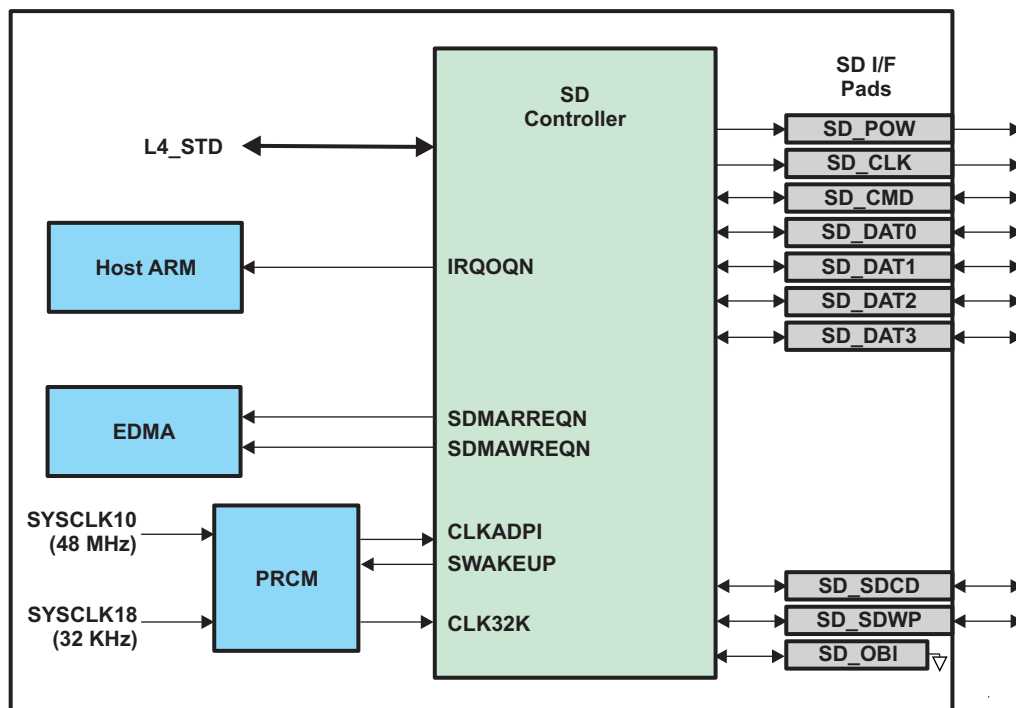 SD
Controller
SD I/F
Pads
L4_STD
Host ARM
EDMA
SYSCLK10
(48 MHz)
PRCM
SYSCLK18
(32 KHz)
IRQOQN
SDMARREQN
SDMAWREQN
CLKADPI
SWAKEUP
CLK32K
SD_POW
SD_CLK
SD_CMD
SD_DAT0
SD_DAT1
SD_DAT2
SD_DAT3
SD_SDCD
SD_SDWP
SD_OBI